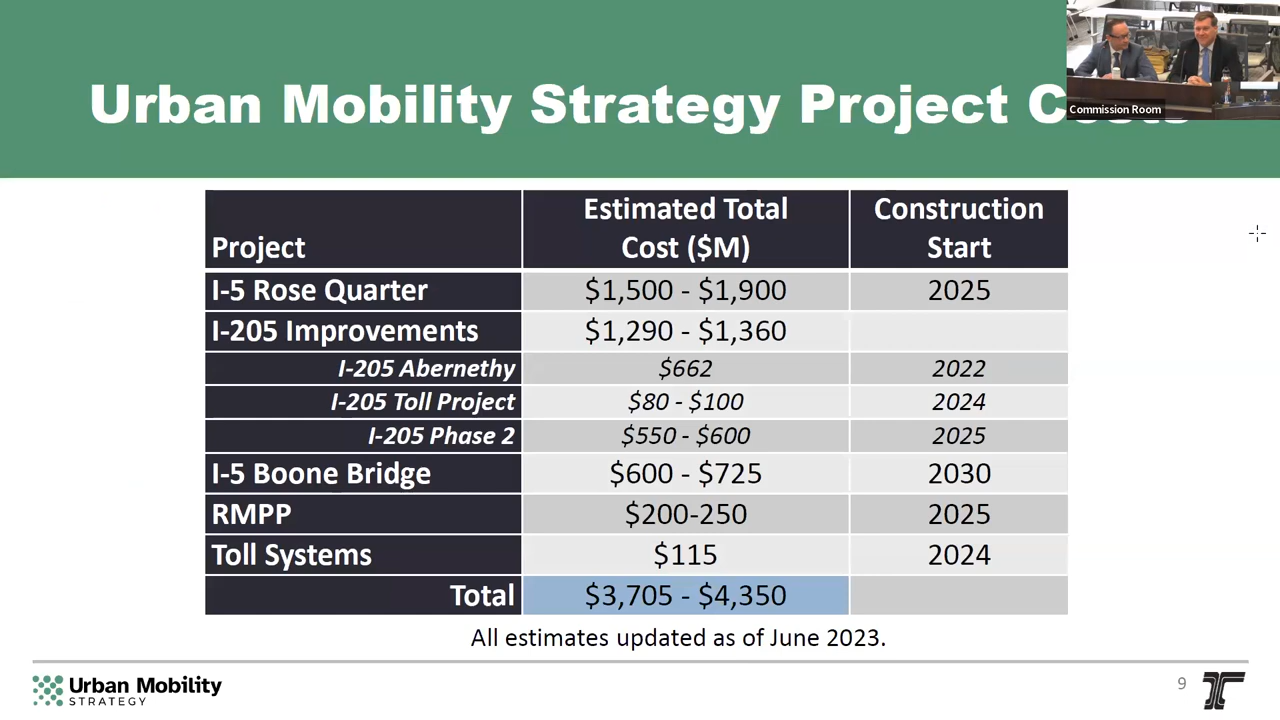 Urban Mobility Strategy Project Costs
Commission Room
Project Estimated Total Cost ($M) Construction Start
I-5 Rose Quarter $1,500 - $1,900 2025
I-205 Improvements $1,290 - $1,360
I-205 Abernethy $662 2022
I-205 Toll Project $80 - $100 2024
I-205 Phase 2 $550 - $600 2025
I-5 Boone Bridge $600 - $725 2030
RMPP $200-250 2025
Toll Systems $115 2024
Total $3,705 - $4,350
All estimates updated as of June 2023.
Urban Mobility
STRATEGY
9